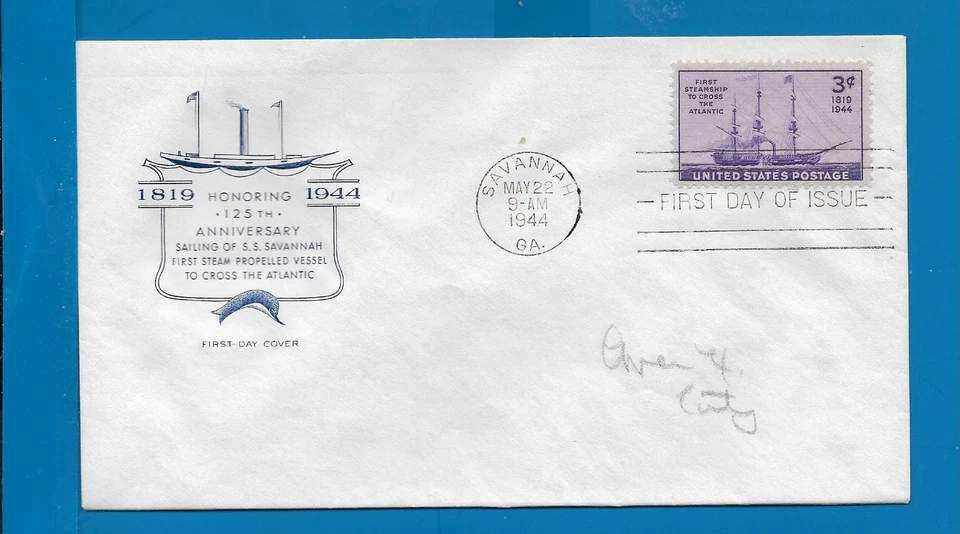 1819 HONORING 1944
· 125TH ·
ANNIVERSARY
SAILING OF S.S. SAVANNAH
FIRST STEAM PROPELLED VESSEL
TO CROSS THE ATLANTIC
FIRST-DAY COVER
SAVANNAH
MAY 22
9-AM
1944
GA.
FIRST
STEAMSHIP
TO CROSS
THE
ATLANTIC
3¢
1819
1944
UNITED STATES POSTAGE
FIRST DAY OF ISSUE